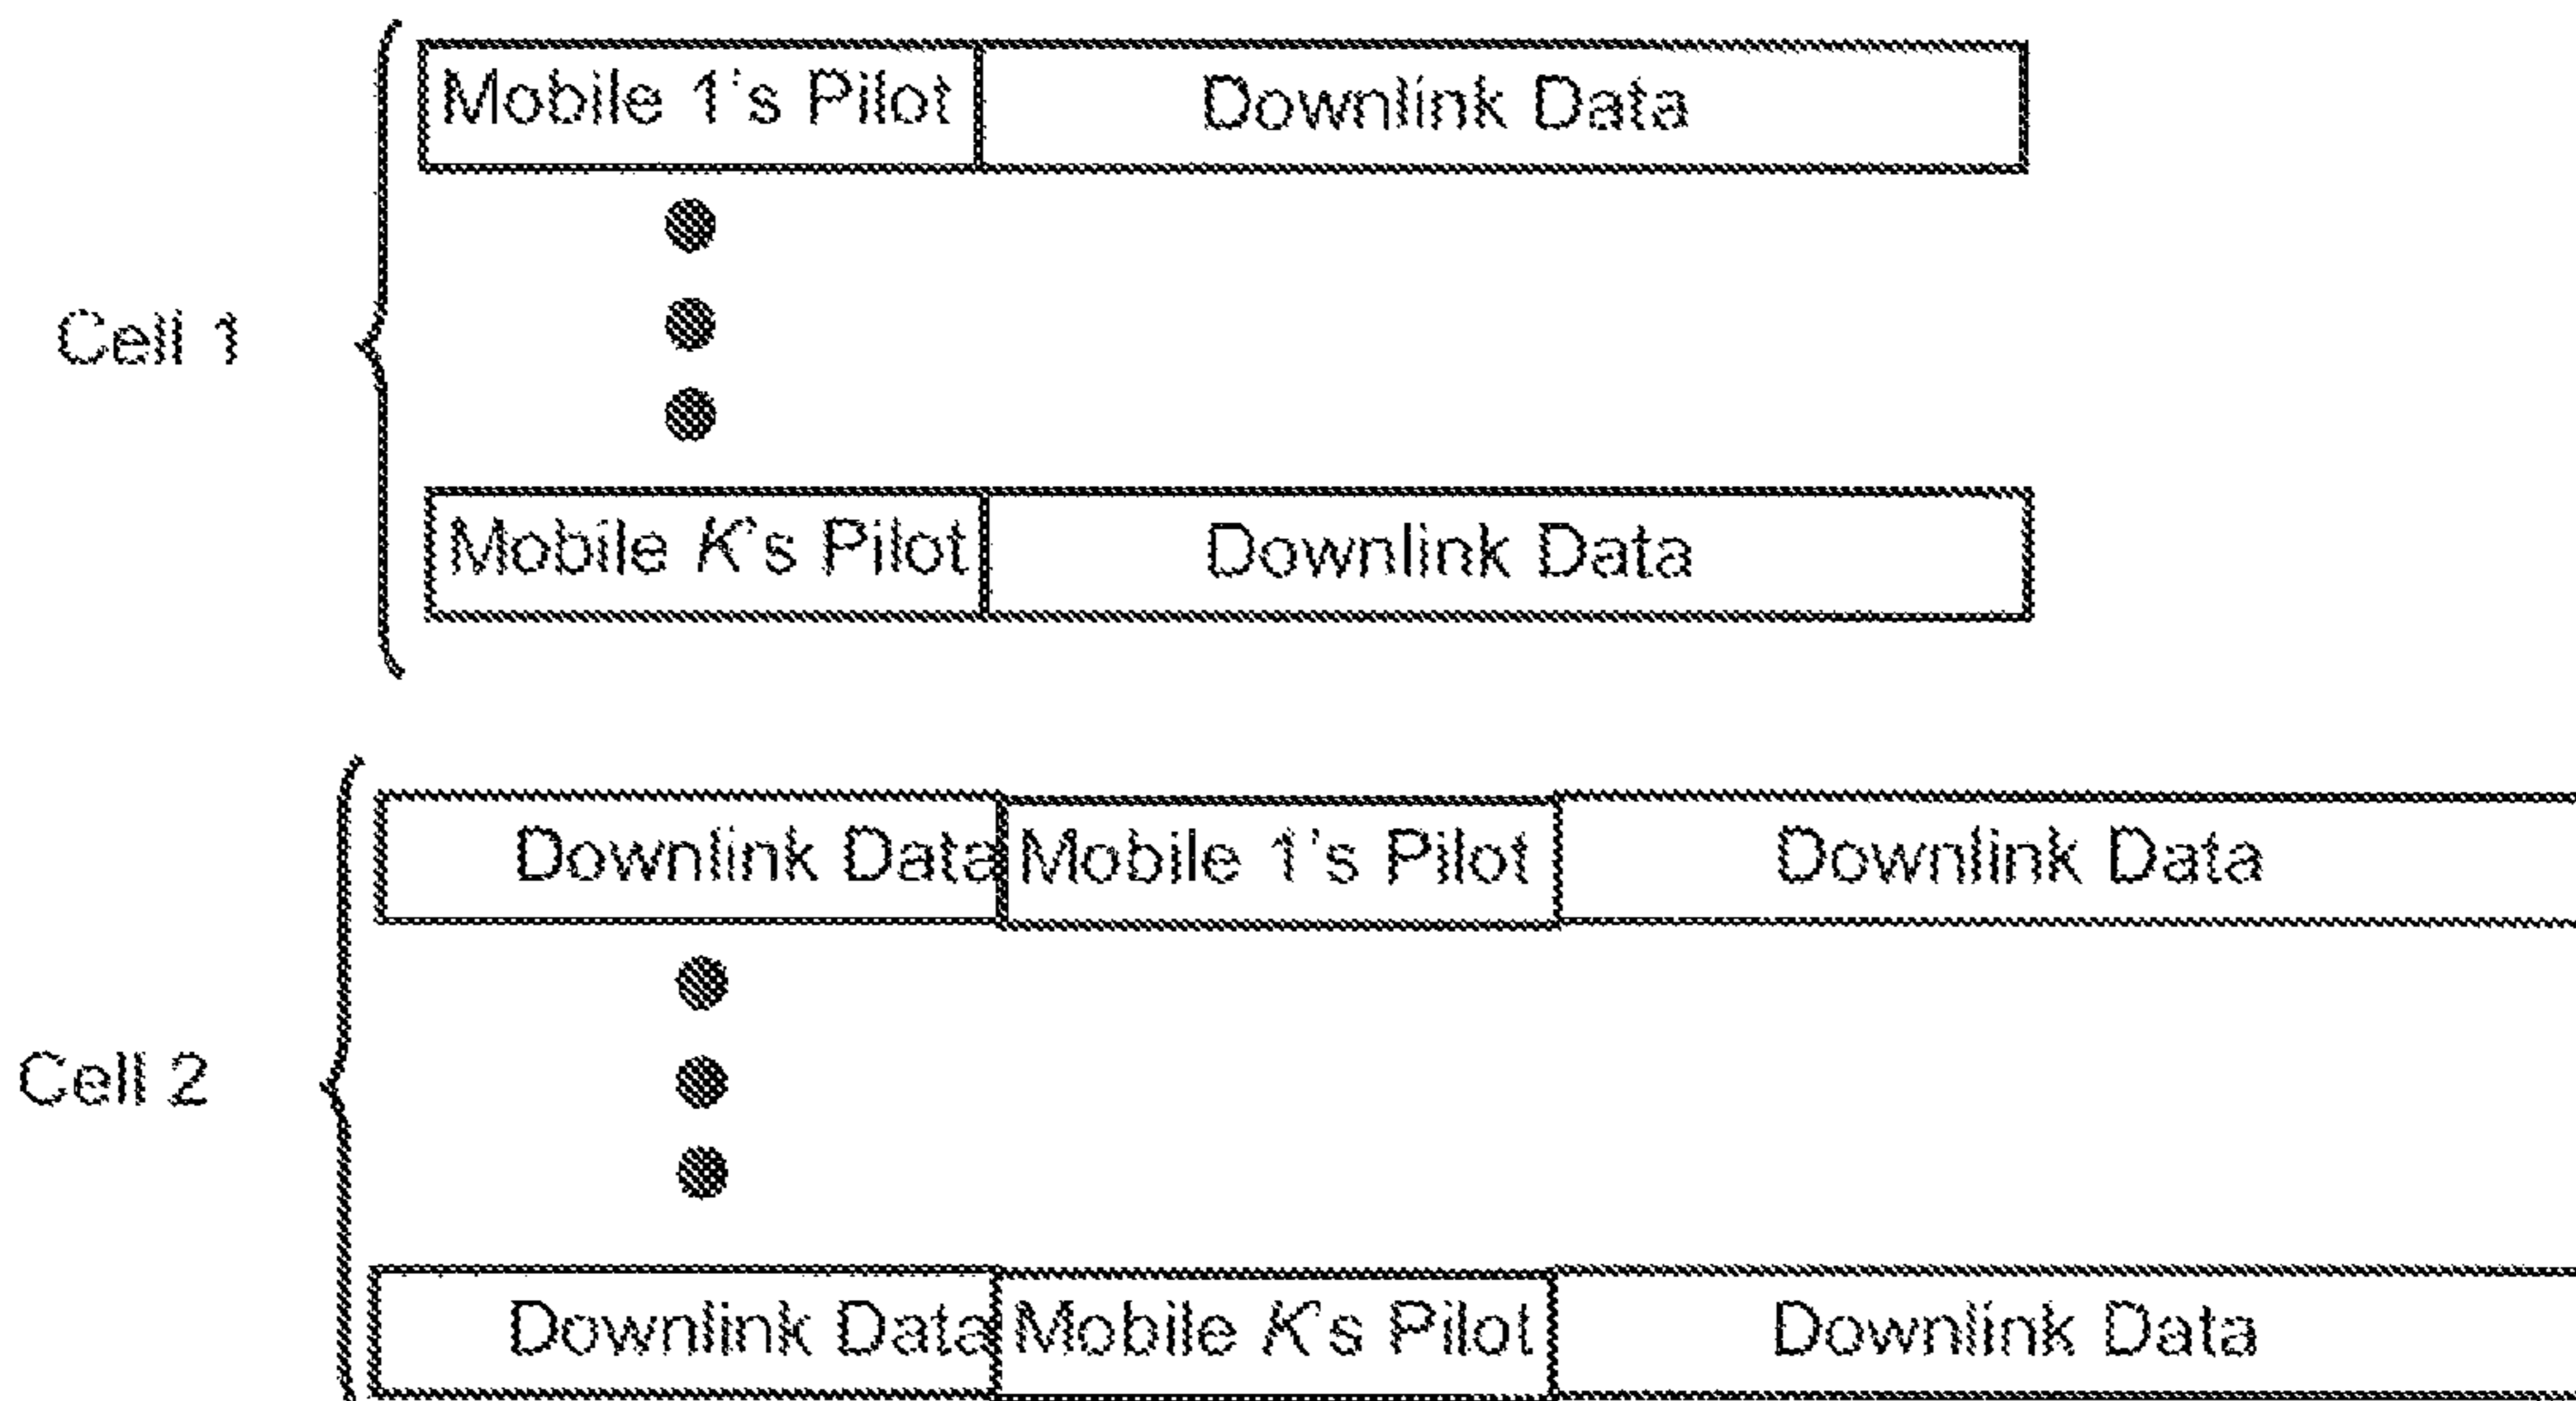 Mobile 1's Pilot Downlink Data
Cell 1
Mobile K's Pilot Downlink Data
Downlink Data Mobile 1's Pilot Downlink Data
Cell 2
Downlink Data Mobile K's Pilot Downlink Data